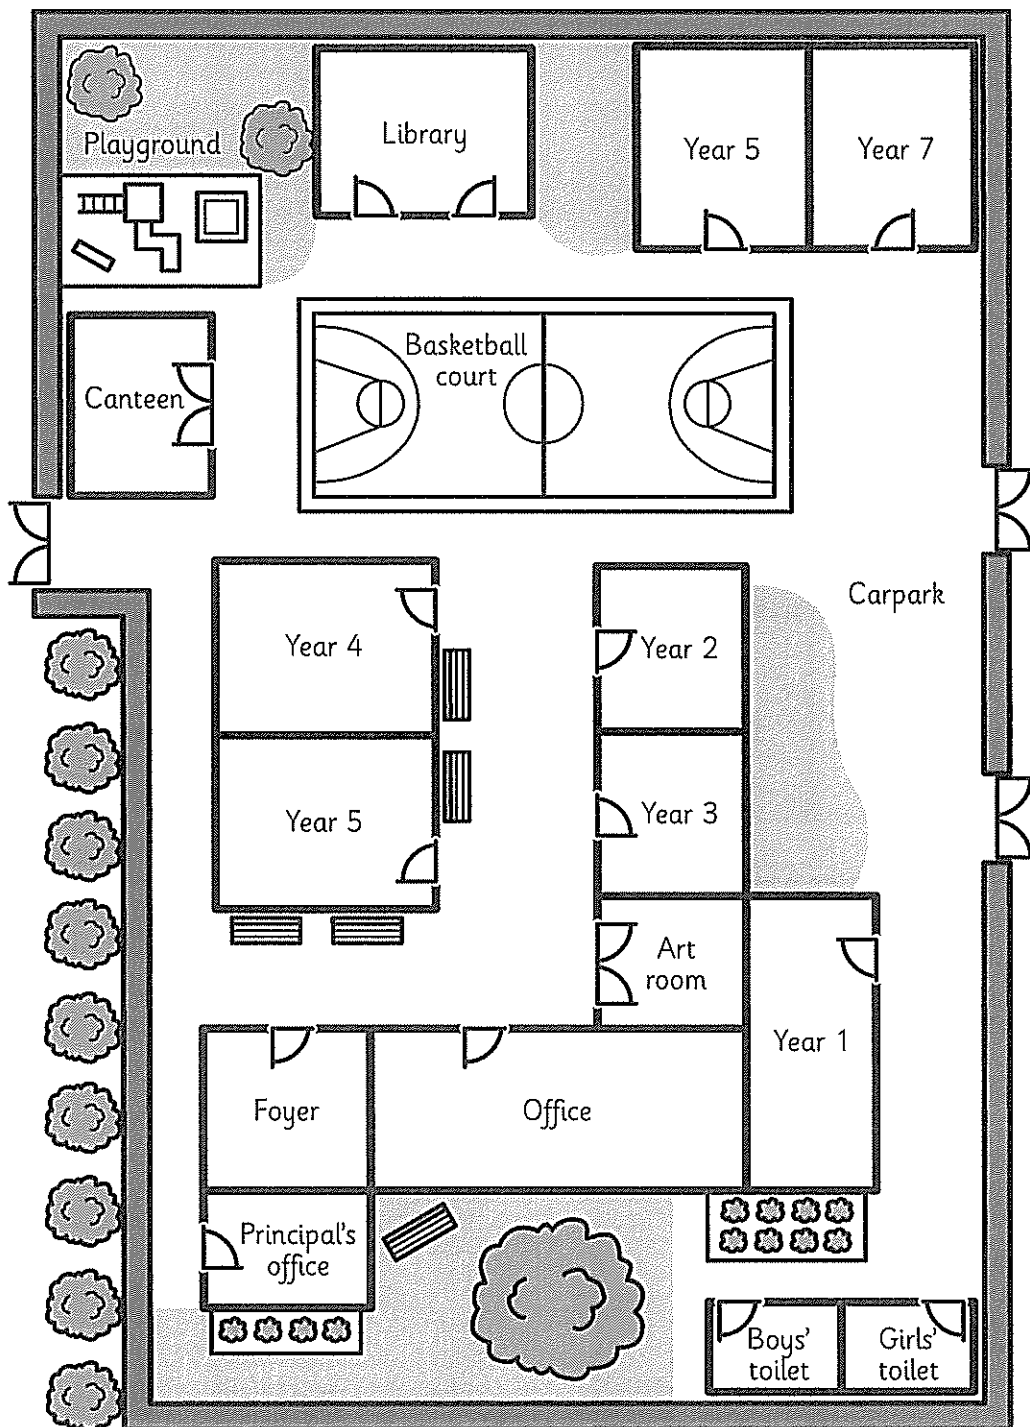 Playground
Library
Year 5
Year 7
Basketball
court
Canteen
Carpark
Year 4
Year 2
Year 5
Year 3
Art
room
Year 1
Foyer
Office
Principal's
office
Boys'
toilet
Girls'
toilet